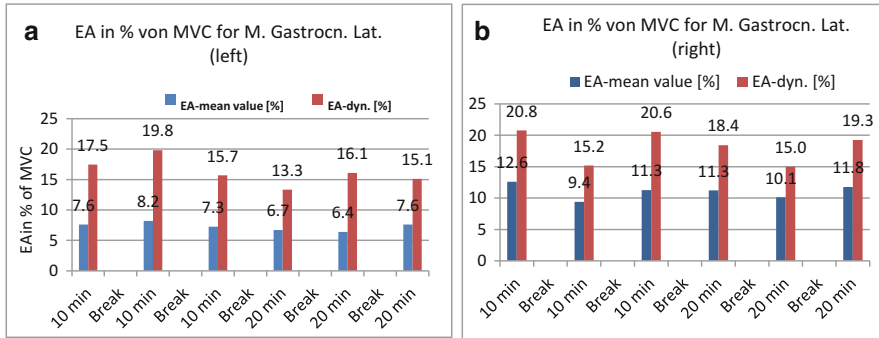 a
EA in % von MVC for M. Gastrocn. Lat.
(left)
EA-mean value [%] EA-dyn. [%]
EAin % of MVC
25
20
15
10
5
0
17.5 19.8 15.7 13.3 16.1 15.1
7.6 8.2 7.3 6.7 6.4 7.6
10 min Break 10 min Break 10 min Break 20 min Break 20 min Break 20 min
b
EA in % von MVC for M. Gastrocn. Lat.
(right)
EA-mean value [%] EA-dyn. [%]
25
20
15
10
5
0
20.8 15.2 20.6 18.4 15.0 19.3
12.6 9.4 11.3 11.3 10.1 11.8
10 min Break 10 min Break 10 min Break 20 min Break 20 min Break 20 min